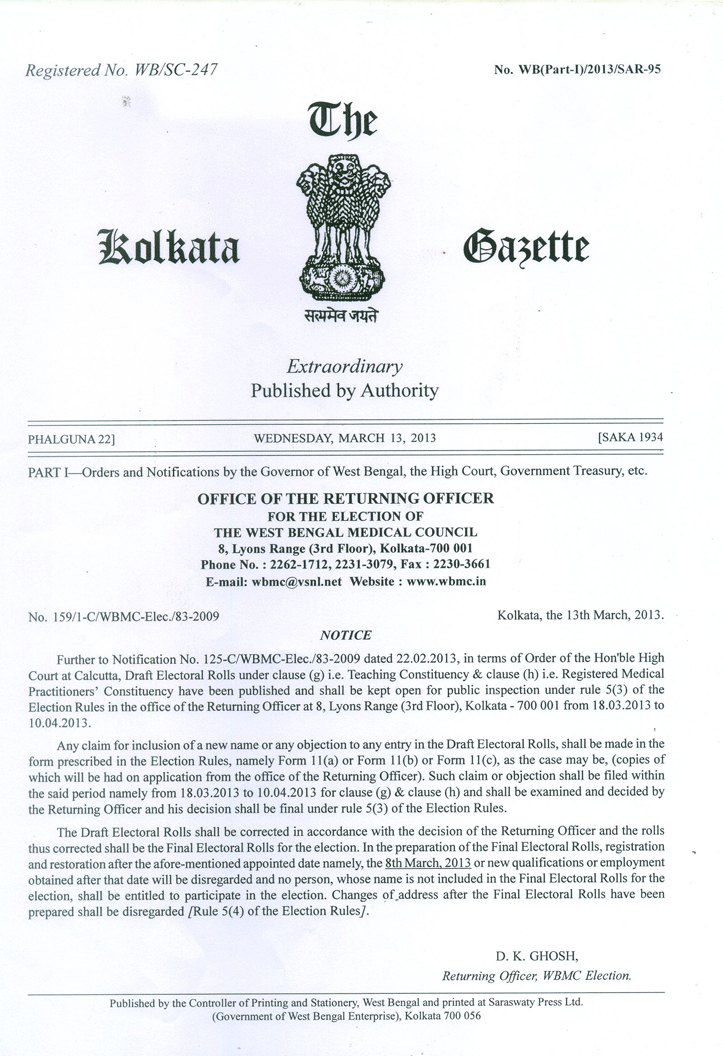 Registered No. WB/SC-247
No. WB(Part-I)/2013/SAR-95
The
Kolkata Gazette
सत्यमेव जयते
Extraordinary
Published by Authority
PHALGUNA 22] WEDNESDAY, MARCH 13, 2013 [SAKA 1934
PART I—Orders and Notifications by the Governor of West Bengal, the High Court, Government Treasury, etc.
OFFICE OF THE RETURNING OFFICER
FOR THE ELECTION OF
THE WEST BENGAL MEDICAL COUNCIL
8, Lyons Range (3rd Floor), Kolkata-700 001
Phone No. : 2262-1712, 2231-3079, Fax : 2230-3661
E-mail: wbmc@vsnl.net Website : www.wbmc.in
No. 159/1-C/WBMC-Elec./83-2009 Kolkata, the 13th March, 2013.
NOTICE
Further to Notification No. 125-C/WBMC-Elec./83-2009 dated 22.02.2013, in terms of Order of the Hon'ble High
Court at Calcutta, Draft Electoral Rolls under clause (g) i.e. Teaching Constituency & clause (h) i.e. Registered Medical
Practitioners' Constituency have been published and shall be kept open for public inspection under rule 5(3) of the
Election Rules in the office of the Returning Officer at 8, Lyons Range (3rd Floor), Kolkata - 700 001 from 18.03.2013 to
10.04.2013.
Any claim for inclusion of a new name or any objection to any entry in the Draft Electoral Rolls, shall be made in the
form prescribed in the Election Rules, namely Form 11(a) or Form 11(b) or Form 11(c), as the case may be, (copies of
which will be had on application from the office of the Returning Officer). Such claim or objection shall be filed within
the said period namely from 18.03.2013 to 10.04.2013 for clause (g) & clause (h) and shall be examined and decided by
the Returning Officer and his decision shall be final under rule 5(3) of the Election Rules.
The Draft Electoral Rolls shall be corrected in accordance with the decision of the Returning Officer and the rolls
thus corrected shall be the Final Electoral Rolls for the election. In the preparation of the Final Electoral Rolls, registration
and restoration after the afore-mentioned appointed date namely, the 8th March, 2013 or new qualifications or employment
obtained after that date will be disregarded and no person, whose name is not included in the Final Electoral Rolls for the
election, shall be entitled to participate in the election. Changes of address after the Final Electoral Rolls have been
prepared shall be disregarded [Rule 5(4) of the Election Rules].
D. K. GHOSH,
Returning Officer, WBMC Election.
Published by the Controller of Printing and Stationery, West Bengal and printed at Saraswaty Press Ltd.
(Government of West Bengal Enterprise), Kolkata 700 056